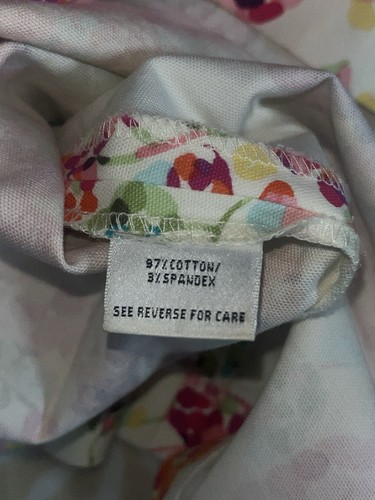 97% COTTON/
3% SPANDEX
SEE REVERSE FOR CARE